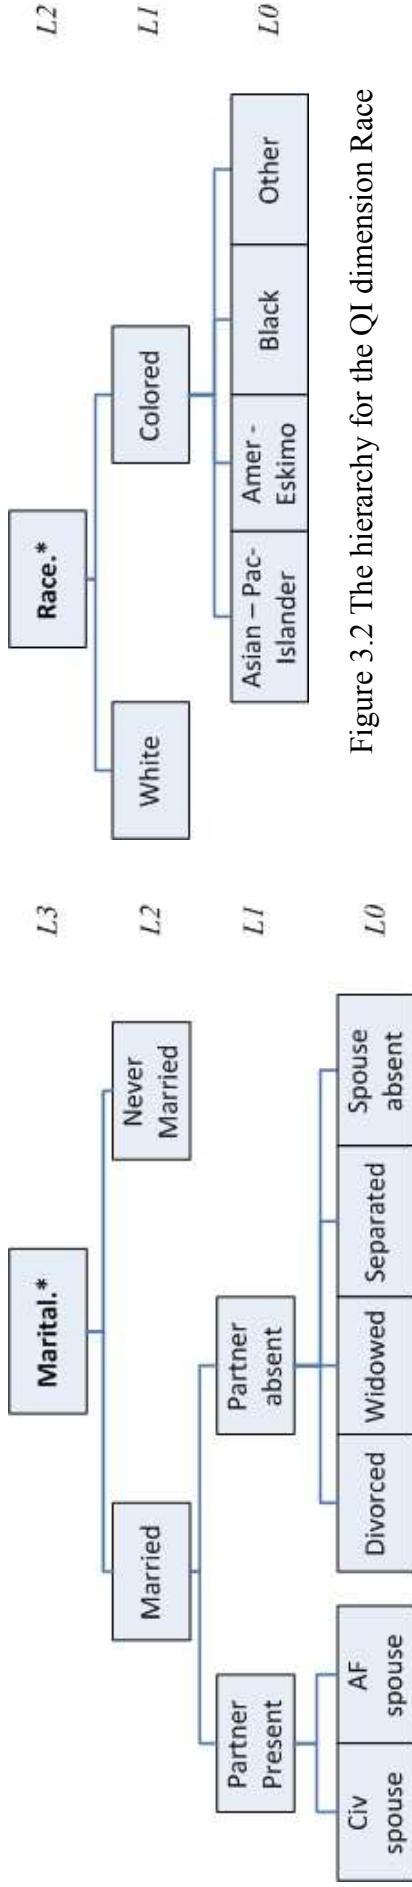 Marital.*
L3
Married
Never
Married
L2
Partner
Present
Partner
absent
L1
Civ
spouse
AF
spouse
Divorced
Widowed
Separated
Spouse
absent
L0
Race.*
L2
White
Colored
L1
Asian – Pac-
Islander
Amer -
Eskimo
Black
Other
L0
Figure 3.2 The hierarchy for the QI dimension Race